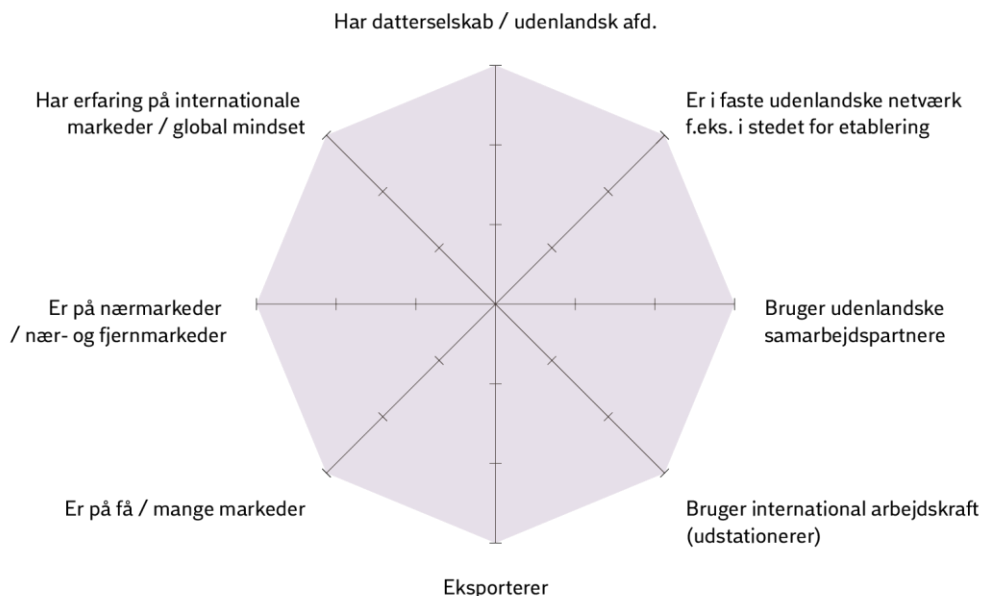 Har datterselskab / udenlandsk afd.
Er i faste udenlandske netværk
f.eks. i stedet for etablering
Bruger udenlandske
samarbejdspartnere
Bruger international arbejdskraft
(udstationerer)
Eksporterer
Er på få / mange markeder
Er på nærmarkeder
/ nær- og fjernmarkeder
Har erfaring på internationale
markeder / global mindset